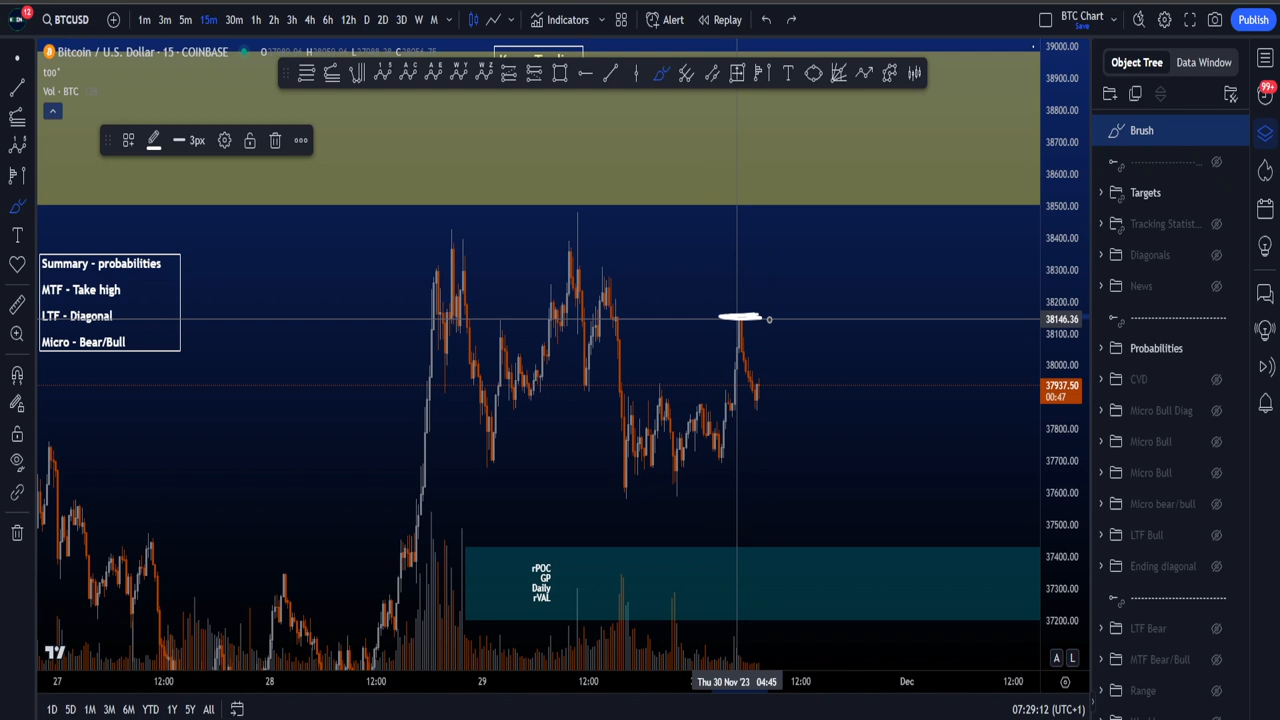 12
BTCUSD
1m 3m 5m 15m 30m 1h 2h 3h 4h 6h 12h D 2D 3D W M
Indicators
Alert
Replay
BTC Chart
Save
Publish
Bitcoin / U.S. Dollar · 15 · COINBASE
too*
Vol · BTC
3px
Summary - probabilities
MTF - Take high
LTF - Diagonal
Micro - Bear/Bull
rPOC
GP
Daily
rVAL
39000.00
38900.00
38800.00
38700.00
38600.00
38500.00
38400.00
38300.00
38200.00
38146.36
38100.00
38000.00
37937.50
00:47
37800.00
37700.00
37600.00
37500.00
37400.00
37300.00
37200.00
A L
27 12:00 28 12:00 29 12:00 Thu 30 Nov '23 04:45 12:00 Dec 12:00
1D 5D 1M 3M 6M YTD 1Y 5Y All
07:29:12 (UTC+1)
Object Tree Data Window
99+
Brush
Targets
Tracking Statist...
Diagonals
News
Probabilities
CVD
Micro Bull Diag
Micro Bull
Micro Bull
Micro bear/bull
LTF Bull
Ending diagonal
LTF Bear
MTF Bear/Bull
Range